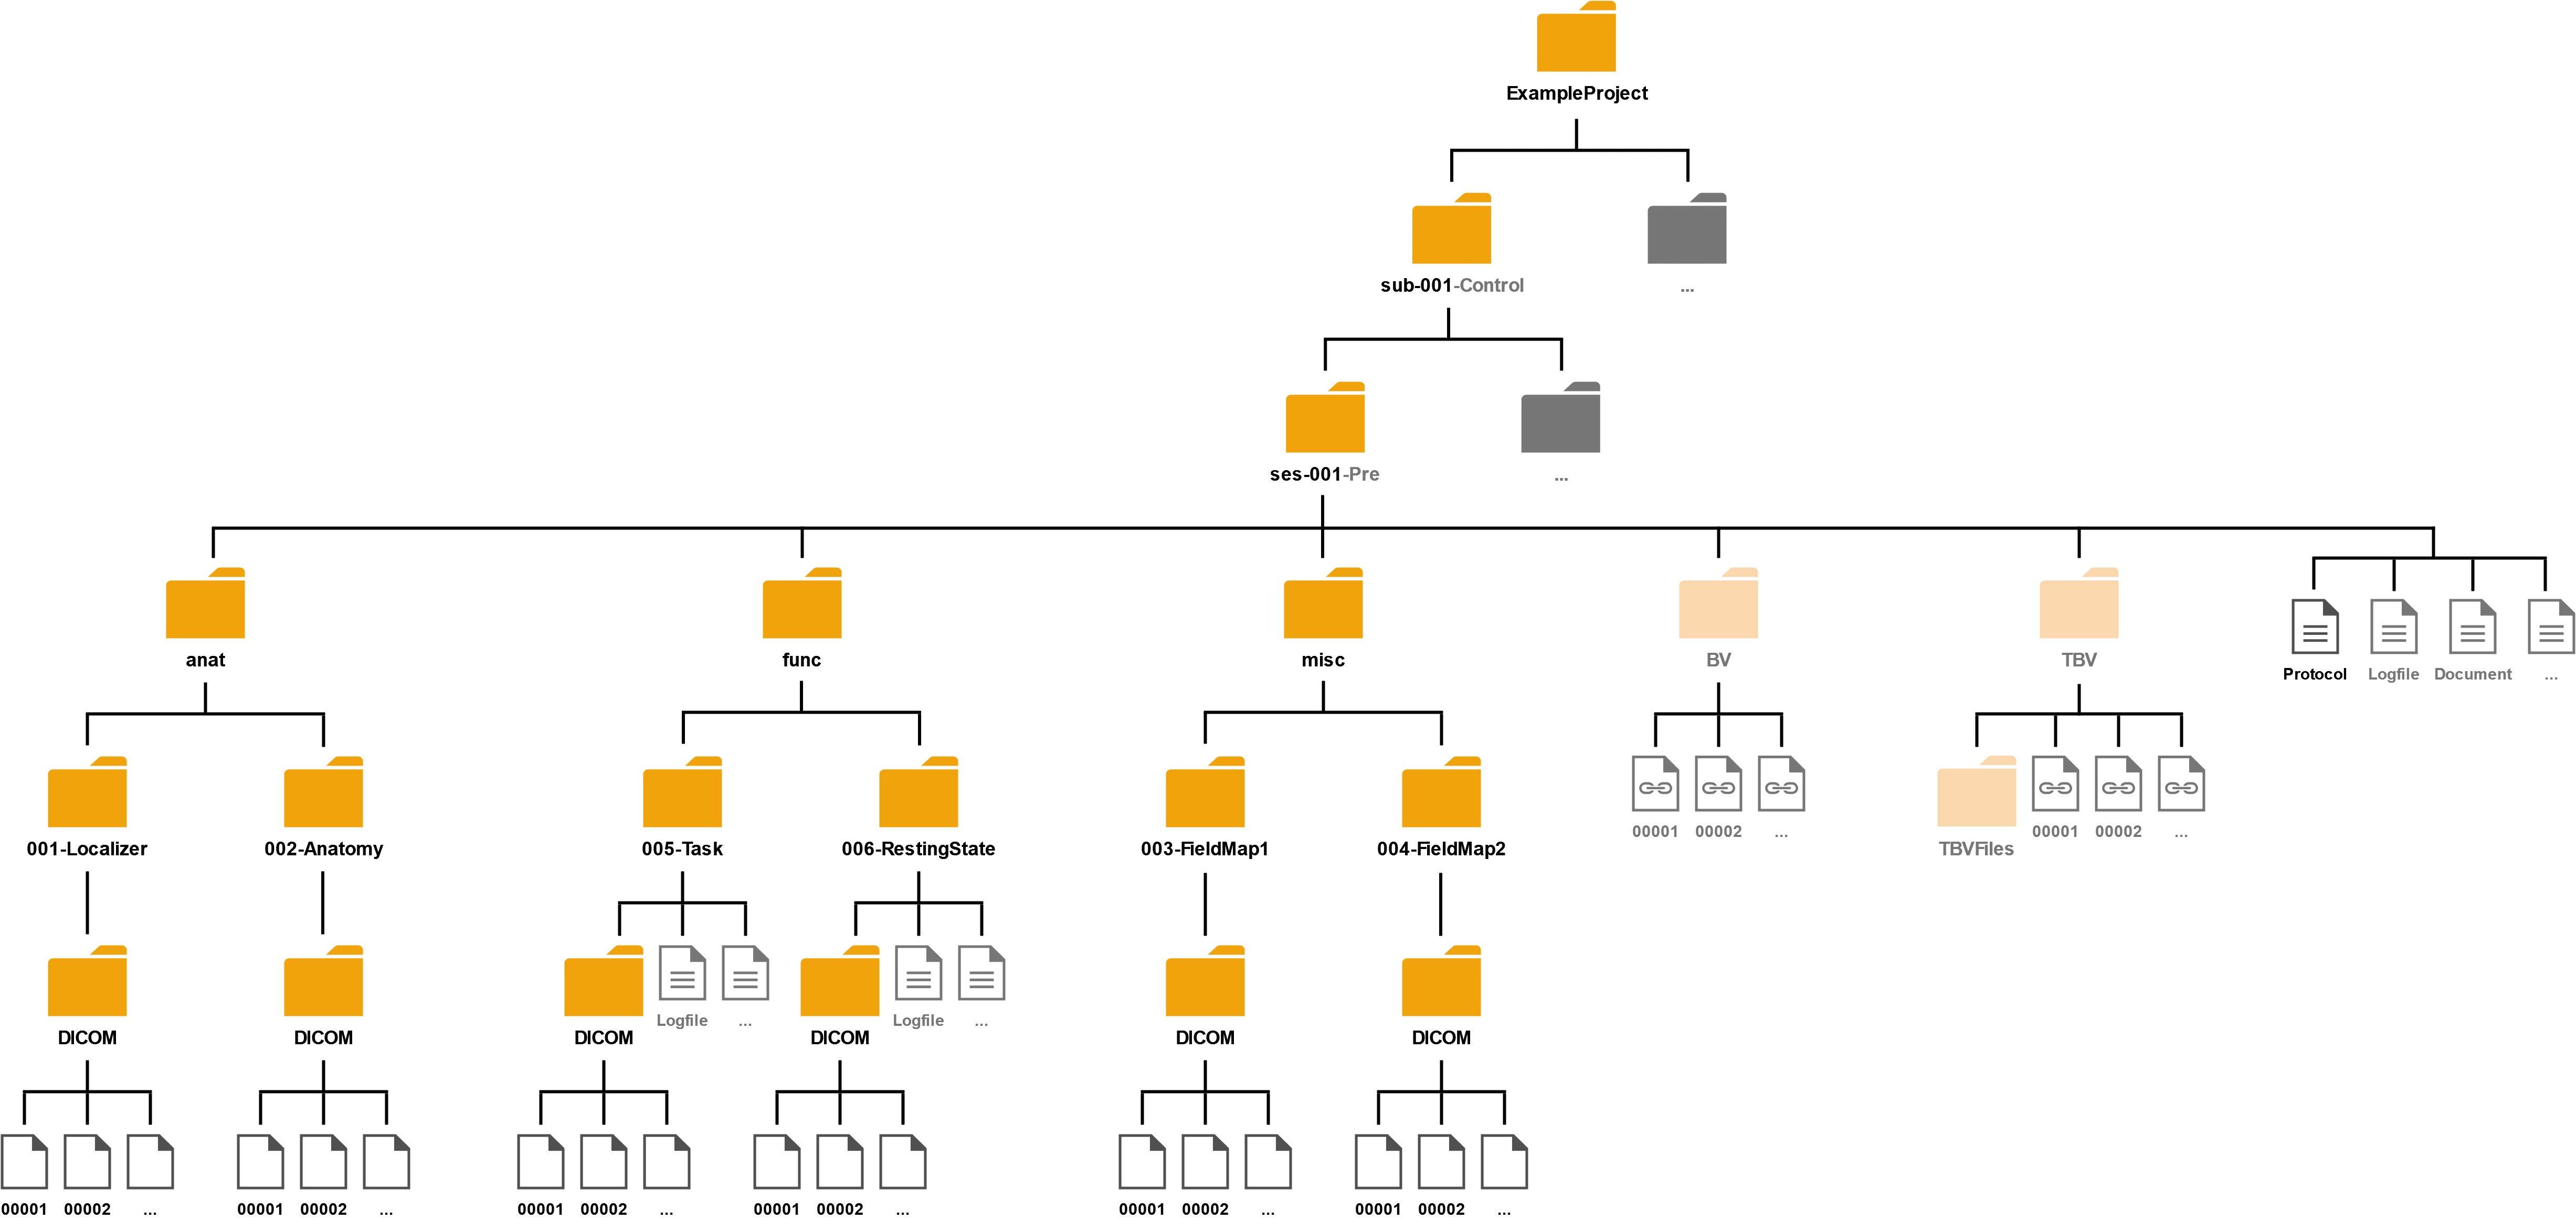 ExampleProject
sub-001-Control ...
ses-001-Pre ...
anat func misc BV TBV
Protocol Logfile Document ...
00001 00002 ... 00001 00002 ...
001-Localizer 002-Anatomy 005-Task 006-RestingState 003-FieldMap1 004-FieldMap2 TBVFiles
Logfile ... Logfile ...
DICOM DICOM DICOM DICOM DICOM DICOM
00001 00002 ... 00001 00002 ... 00001 00002 ... 00001 00002 ... 00001 00002 ... 00001 00002 ...